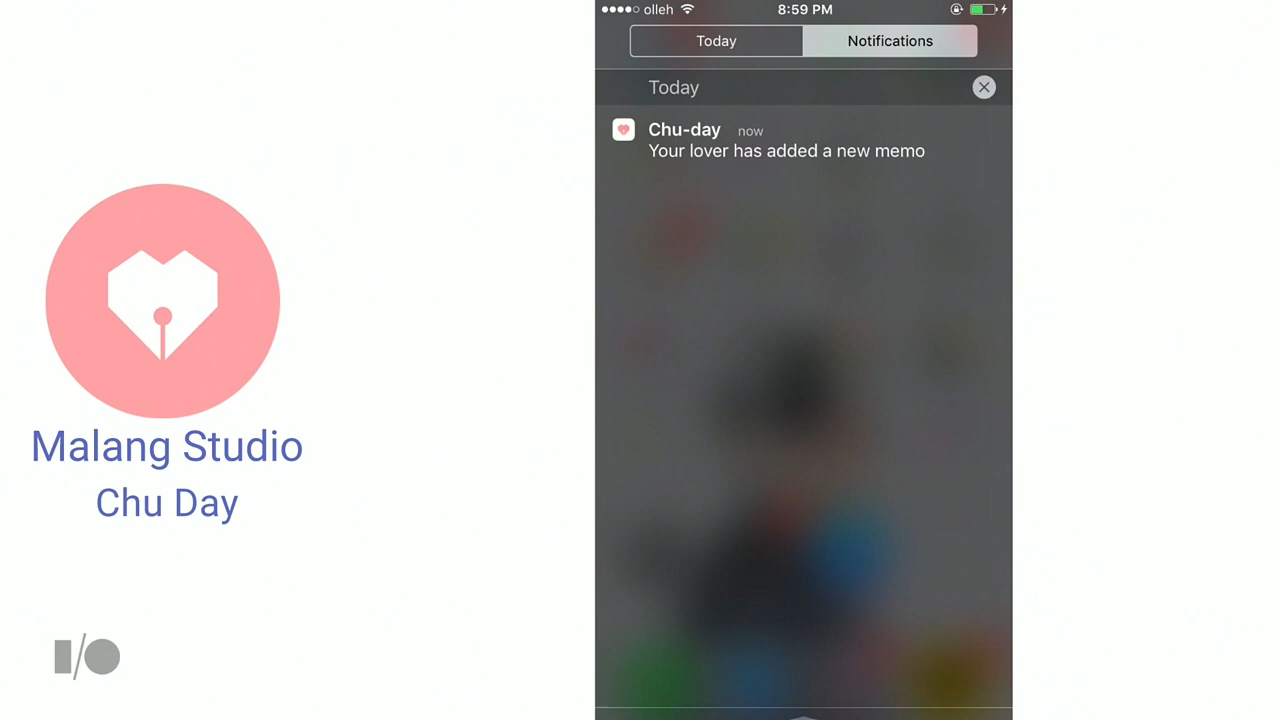 Malang Studio
Chu Day
I/O
olleh 8:59 PM
Today Notifications
Today
Chu-day now
Your lover has added a new memo